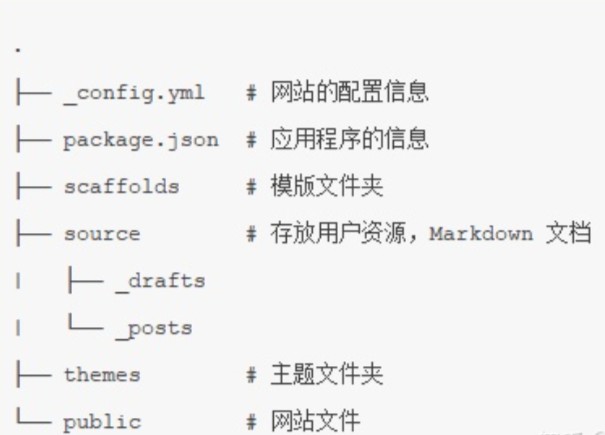 .
├── _config.yml # 网站的配置信息
├── package.json # 应用程序的信息
├── scaffolds # 模版文件夹
├── source # 存放用户资源，Markdown 文档
|   ├── _drafts
|   └── _posts
├── themes # 主题文件夹
└── public # 网站文件